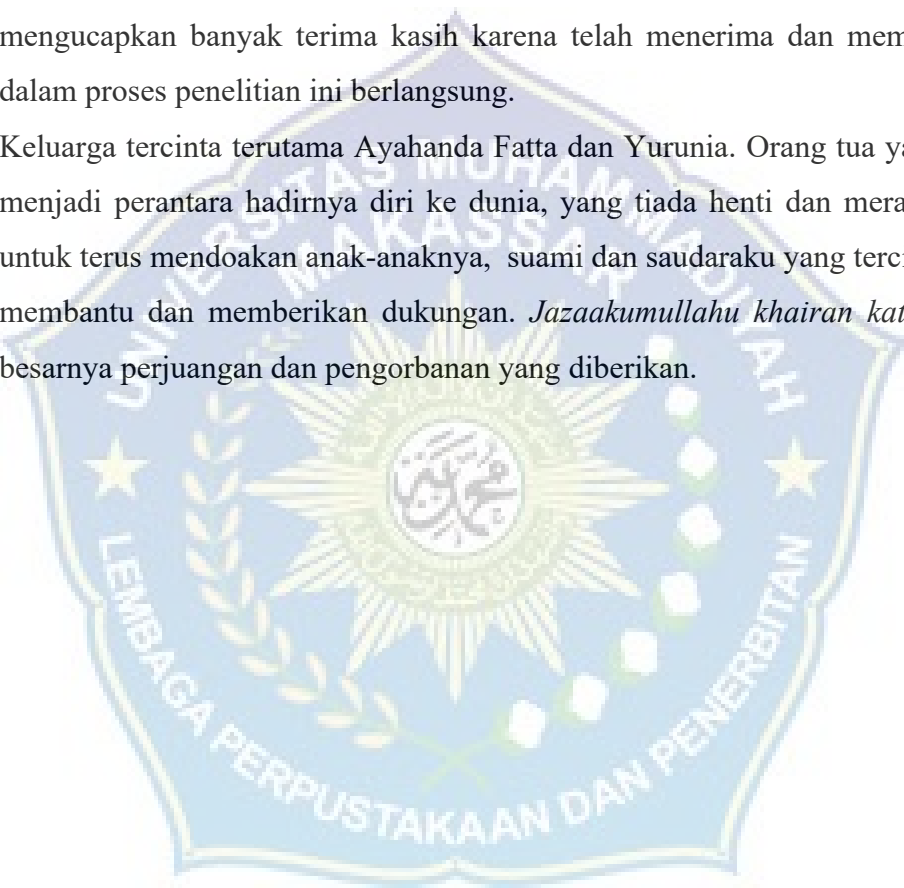 mengucapkan banyak terima kasih karena telah menerima dan mem
dalam proses penelitian ini berlangsung.
Keluarga tercinta terutama Ayahanda Fatta dan Yurunia. Orang tua ya
menjadi perantara hadirnya diri ke dunia, yang tiada henti dan mera
untuk terus mendoakan anak-anaknya, suami dan saudaraku yang terci
membantu dan memberikan dukungan. Jazaakumullahu khairan kat
besarnya perjuangan dan pengorbanan yang diberikan.
UNIVERSITAS MUHAMMADIYAH
MAKASSAR
محمدية
LEMBAGA PERPUSTAKAAN DAN PENERBITAN